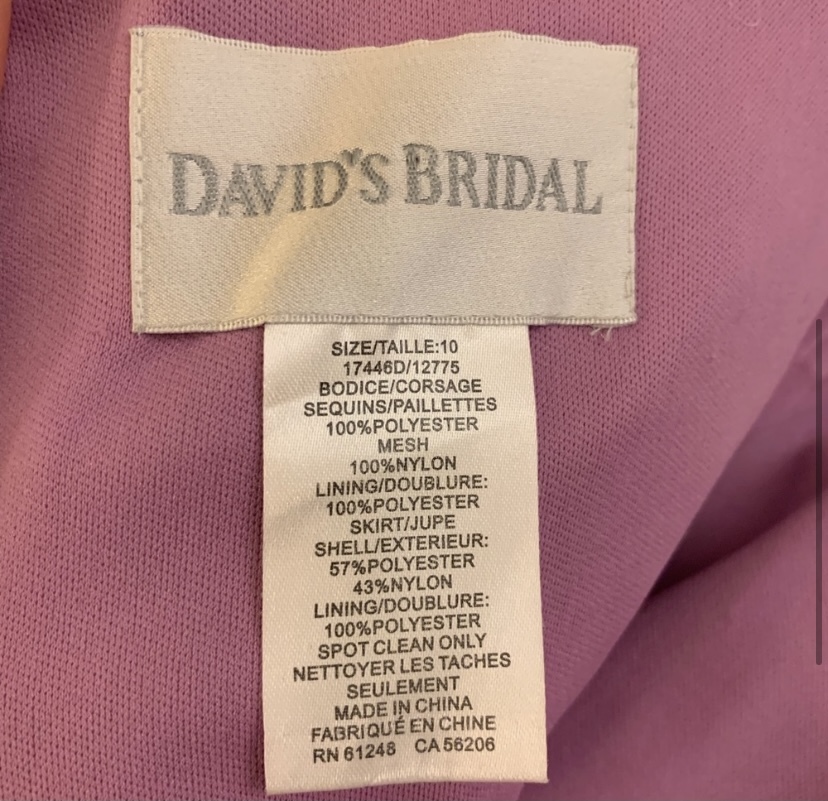 DAVID'S BRIDAL
SIZE/TAILLE:10
17446D/12775
BODICE/CORSAGE
SEQUINS/PAILLETTES
100%POLYESTER
MESH
100%NYLON
LINING/DOUBLURE:
100%POLYESTER
SKIRT/JUPE
SHELL/EXTERIEUR:
57%POLYESTER
43%NYLON
LINING/DOUBLURE:
100%POLYESTER
SPOT CLEAN ONLY
NETTOYER LES TACHES
SEULEMENT
MADE IN CHINA
FABRIQUÉ EN CHINE
RN 61248 CA 56206